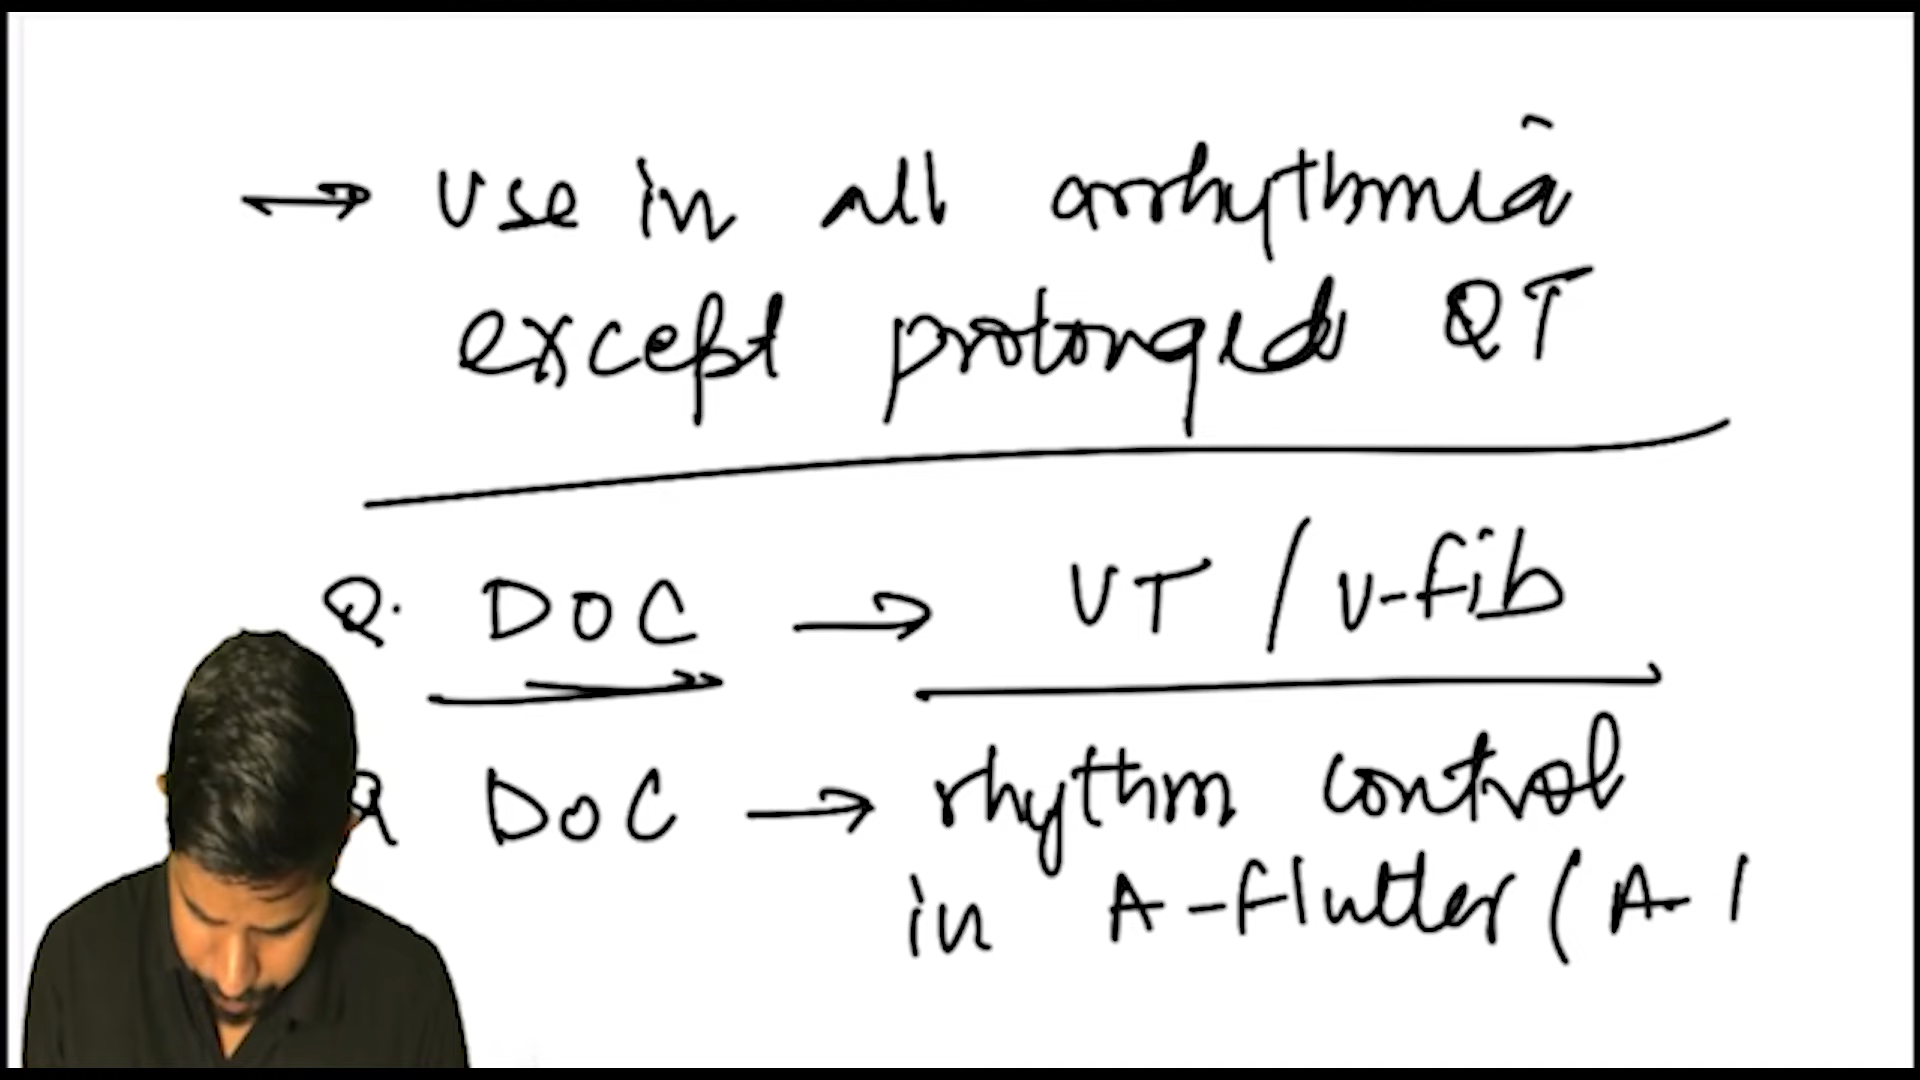 → Use in all arrhythmia
except prolonged QT
Q. DOC → VT / V-fib
Q DOC → rhythm control
in A-flutter ( A-